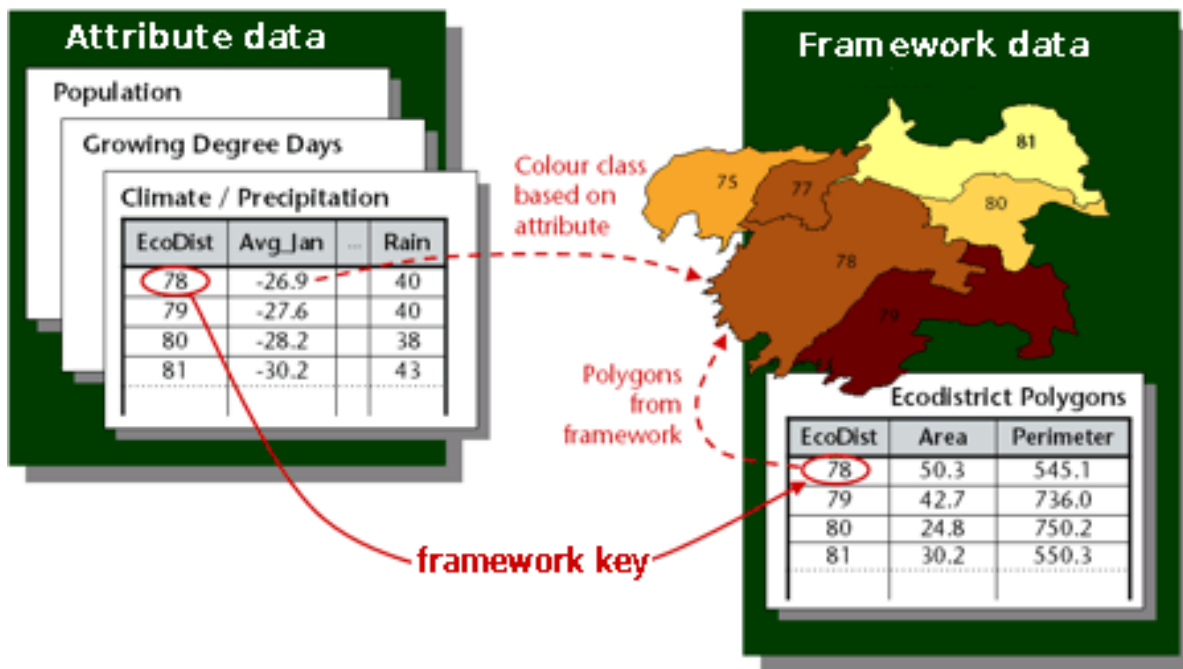 Attribute data
Population
Growing Degree Days
Climate / Precipitation
EcoDist Avg_Jan ... Rain
78 -26.9 40
79 -27.6 40
80 -28.2 38
81 -30.2 43
Colour class
based on
attribute
Framework data
81
75
77
80
78
79
Polygons
from
framework
Ecodistrict Polygons
EcoDist Area Perimeter
78 50.3 545.1
79 42.7 736.0
80 24.8 750.2
81 30.2 550.3
framework key